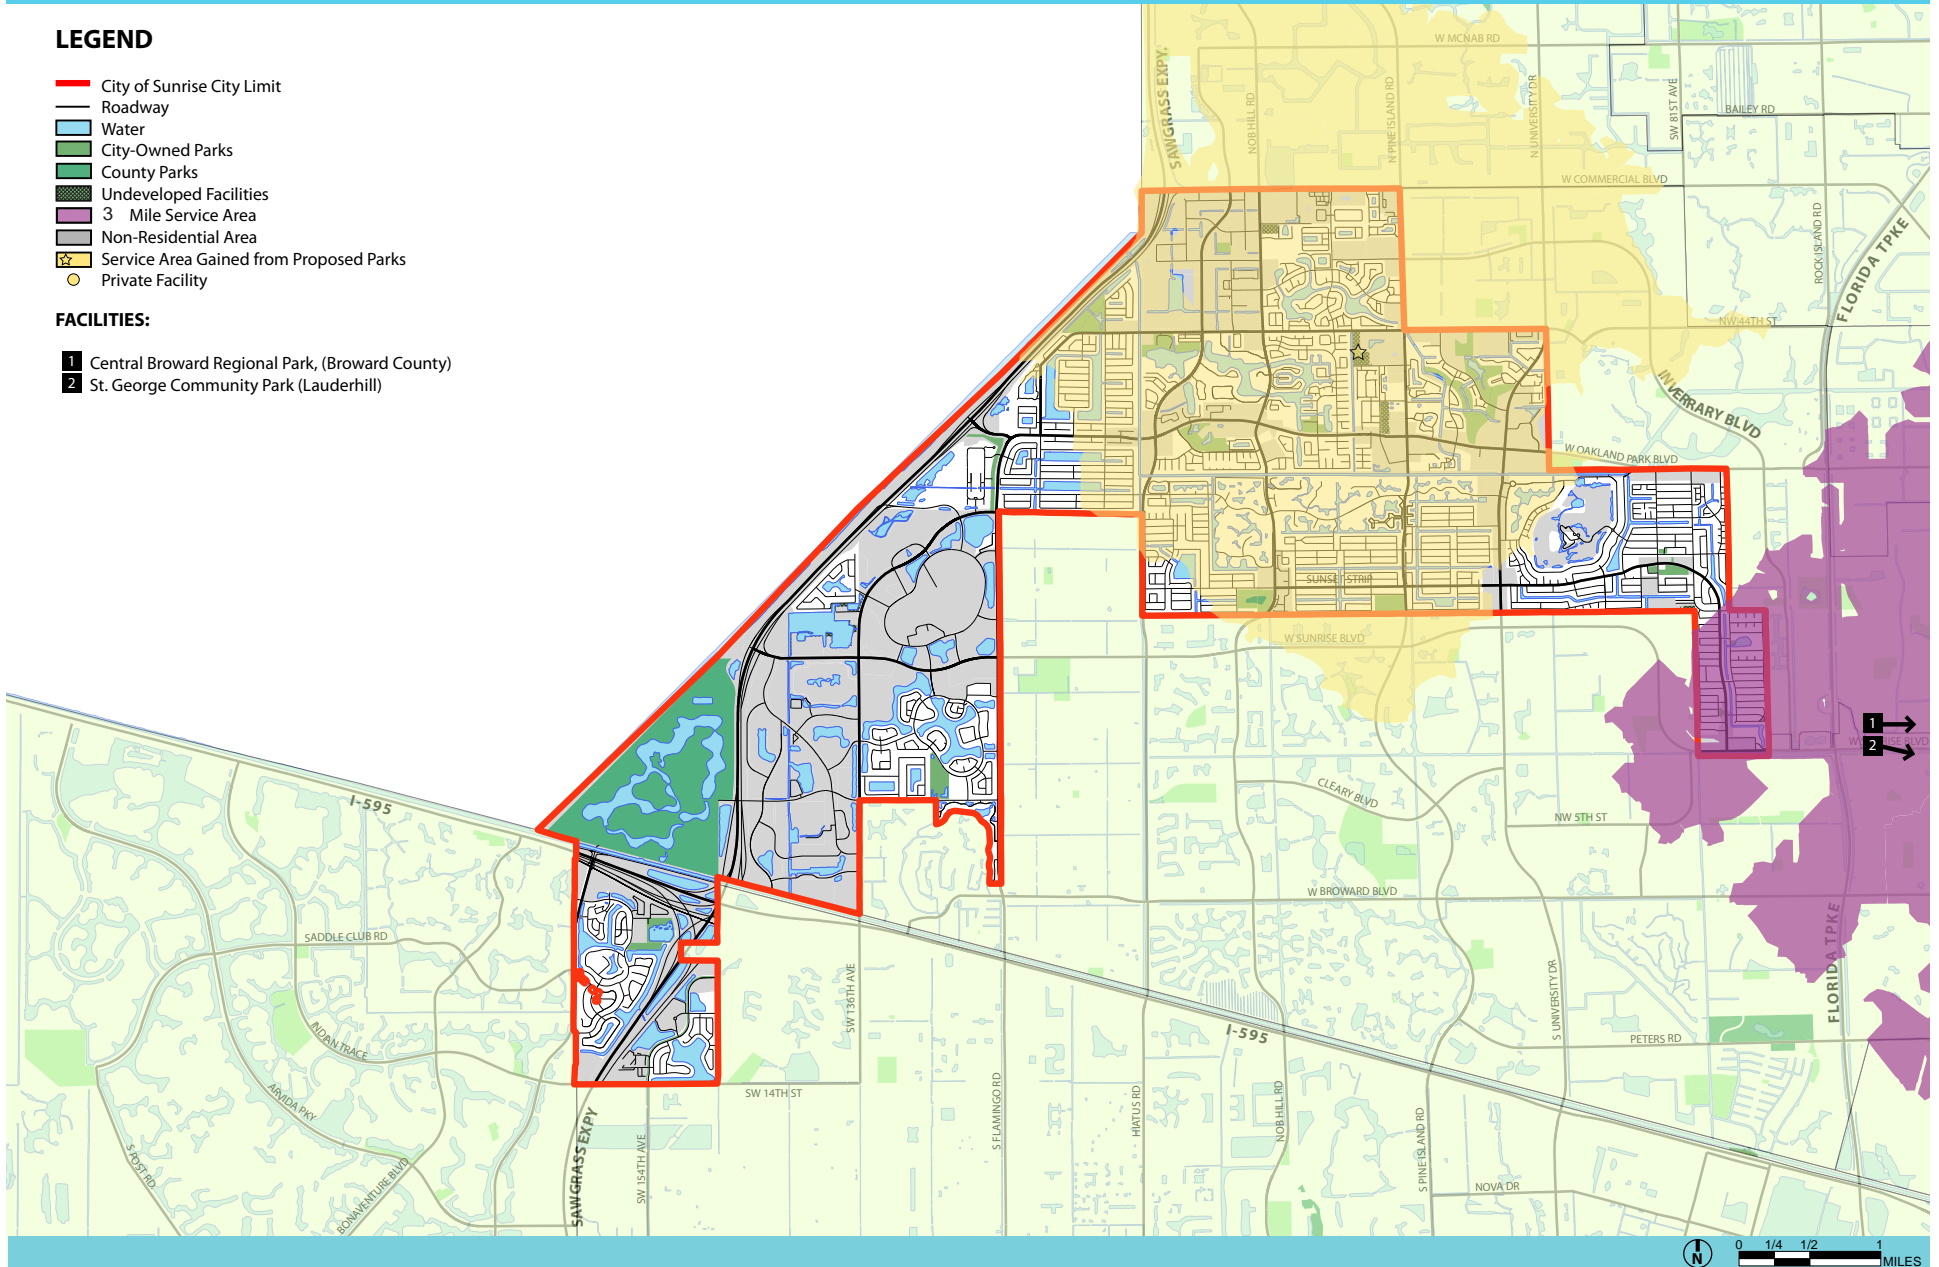 LEGEND
City of Sunrise City Limit
Roadway
Water
City-Owned Parks
County Parks
Undeveloped Facilities
3 Mile Service Area
Non-Residential Area
Service Area Gained from Proposed Parks
Private Facility
FACILITIES:
1 Central Broward Regional Park, (Broward County)
2 St. George Community Park (Lauderhill)
W MCNAB RD
SAWGRASS EXPY.
NOB HILL RD
N PINE ISLAND RD
N UNIVERSITY DR
SW 81ST AVE
BAILEY RD
W COMMERCIAL BLVD
ROCK ISLAND RD
FLORIDA TPKE
NW 44TH ST
INVERRARY BLVD
W OAKLAND PARK BLVD
SUNSET STRIP
W SUNRISE BLVD
1
2
W SUNRISE BLVD
CLEARY BLVD
NW 5TH ST
I-595
W BROWARD BLVD
SADDLE CLUB RD
FLORIDA TPKE
SW 136TH AVE
S UNIVERSITY DR
INDIAN TRACE
I-595
PETERS RD
ARVIDA PKY
SW 14TH ST
S FLAMINGO RD
HIATUS RD
NOB HILL RD
S PINE ISLAND RD
SAWGRASS EXPY
SW 154TH AVE
S POST RD
BONAVENTURE BLVD
NOVA DR
N
0 1/4 1/2 1
MILES